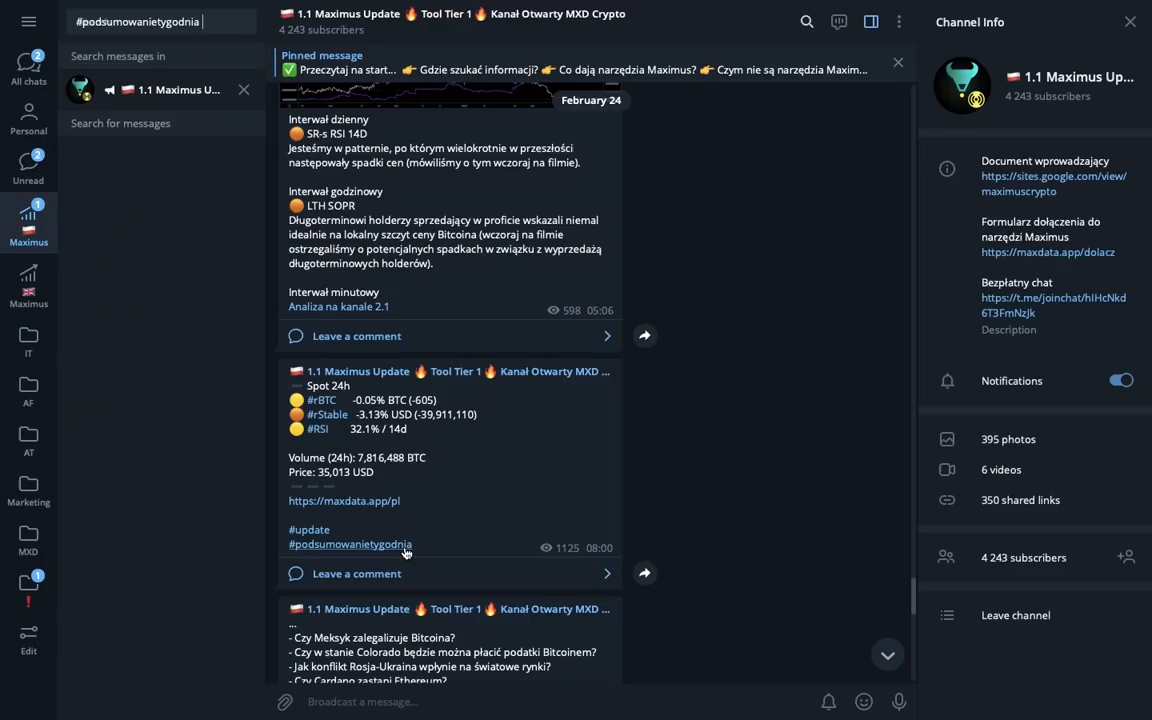 #podsumowanietygodnia
Search messages in
1.1 Maximus U...
Search for messages
2
All chats
Personal
2
Unread
1
Maximus
Maximus
IT
AF
AT
Marketing
MXD
1
Edit
1.1 Maximus Update 🔥 Tool Tier 1 🔥 Kanał Otwarty MXD Crypto
4 243 subscribers
Pinned message
✅ Przeczytaj na start... 👉 Gdzie szukać informacji? 👉 Co dają narzędzia Maximus? 👉 Czym nie są narzędzia Maxim...
February 24
Interwał dzienny
🟠 SR-s RSI 14D
Jesteśmy w patternie, po którym wielokrotnie w przeszłości
następowały spadki cen (mówiliśmy o tym wczoraj na filmie).
Interwał godzinowy
🟠 LTH SOPR
Długoterminowi holderzy sprzedający w proficie wskazali niemal
idealnie na lokalny szczyt ceny Bitcoina (wczoraj na filmie
ostrzegaliśmy o potencjalnych spadkach w związku z wyprzedażą
długoterminowych holderów).
Interwał minutowy
Analiza na kanale 2.1
598 05:06
Leave a comment
1.1 Maximus Update 🔥 Tool Tier 1 🔥 Kanał Otwarty MXD ...
➖ Spot 24h
🟡 #rBTC -0.05% BTC (-605)
🟠 #rStable -3.13% USD (-39,911,110)
🟡 #RSI 32.1% / 14d
Volume (24h): 7,816,488 BTC
Price: 35,013 USD
➖ ➖ ➖
https://maxdata.app/pl
#update
#podsumowanietygodnia
1125 08:00
Leave a comment
1.1 Maximus Update 🔥 Tool Tier 1 🔥 Kanał Otwarty MXD ...
...
- Czy Meksyk zalegalizuje Bitcoina?
- Czy w stanie Colorado będzie można płacić podatki Bitcoinem?
- Jak konflikt Rosja-Ukraina wpłynie na światowe rynki?
- Czy Cardano zastąpi Ethereum?
Broadcast a message...
Channel Info
1.1 Maximus Up...
4 243 subscribers
Document wprowadzający
https://sites.google.com/view/
maximuscrypto
Formularz dołączenia do
narzędzi Maximus
https://maxdata.app/dolacz
Bezpłatny chat
https://t.me/joinchat/hIHcNkd
6T3FmNzJk
Description
Notifications
395 photos
6 videos
350 shared links
4 243 subscribers
Leave channel